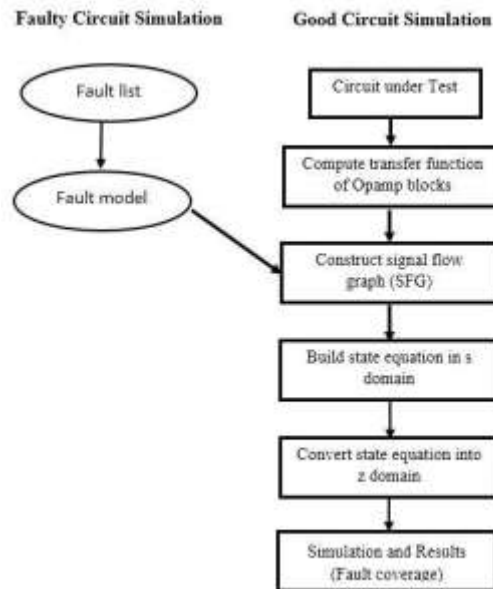 Faulty Circuit Simulation
Good Circuit Simulation
Fault list
Fault model
Circuit under Test
Compute transfer function
of Opamp blocks
Construct signal flow
graph (SFG)
Build state equation in s
domain
Convert state equation into
z domain
Simulation and Results
(Fault coverage)